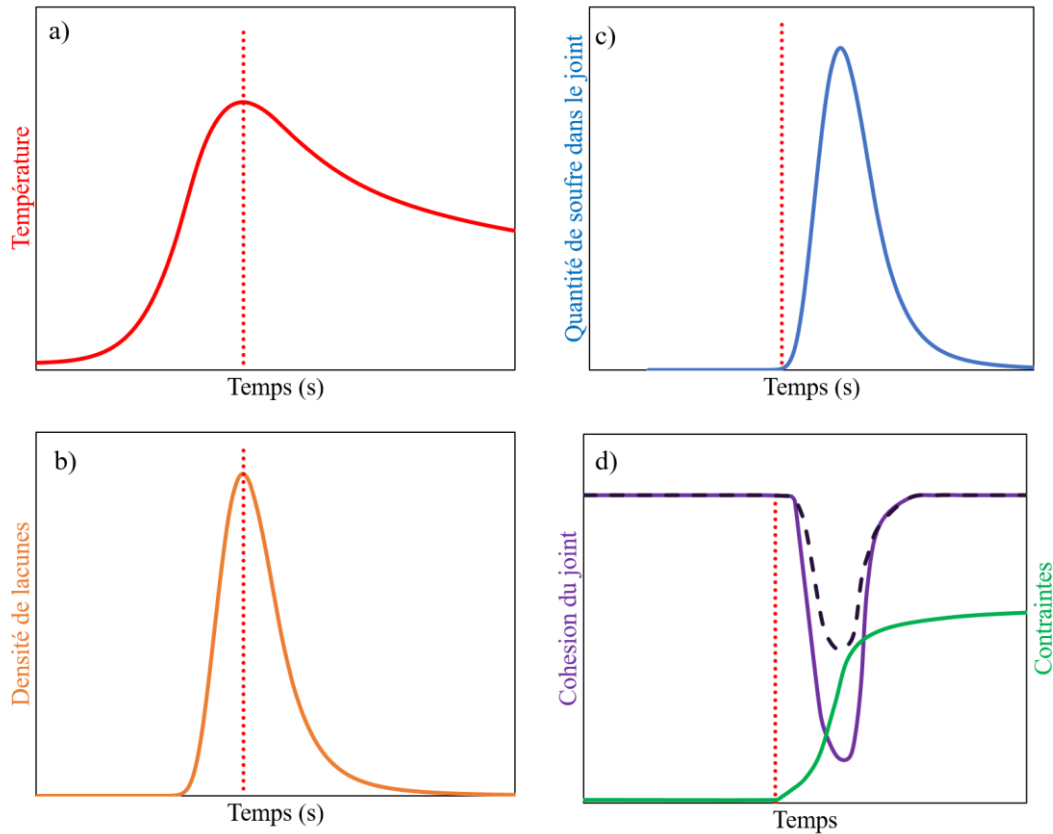 a)
Température
Temps (s)
c)
Quantité de soufre dans le joint
Temps (s)
b)
Densité de lacunes
Temps (s)
d)
Cohesion du joint
Contraintes
Temps